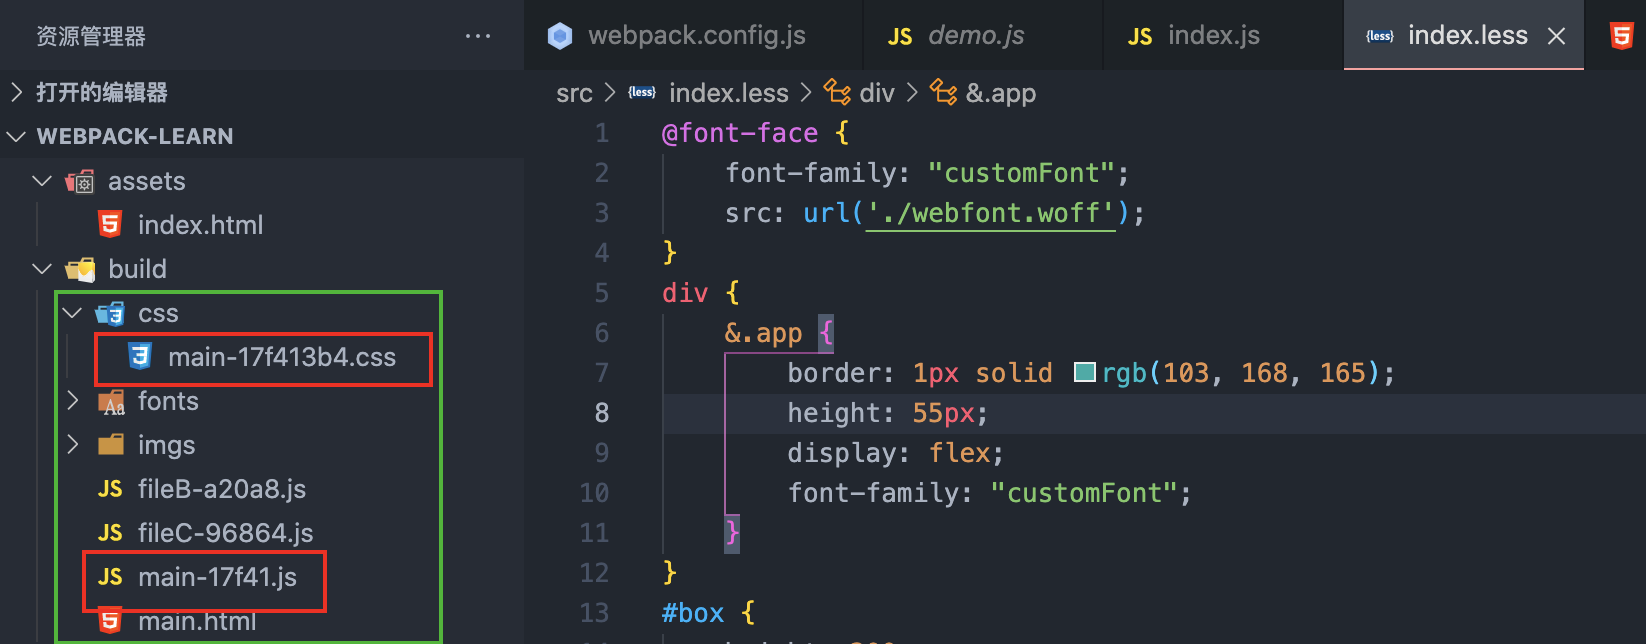 资源管理器 ···
打开的编辑器
WEBPACK-LEARN
assets
index.html
build
css
main-17f413b4.css
fonts
imgs
JS fileB-a20a8.js
JS fileC-96864.js
JS main-17f41.js
main.html
webpack.config.js JS demo.js JS index.js {less} index.less
src > {less} index.less > div > &.app
1 @font-face {
2 font-family: "customFont";
3 src: url('./webfont.woff');
4 }
5 div {
6 &.app {
7 border: 1px solid rgb(103, 168, 165);
8 height: 55px;
9 display: flex;
10 font-family: "customFont";
11 }
12 }
13 #box {